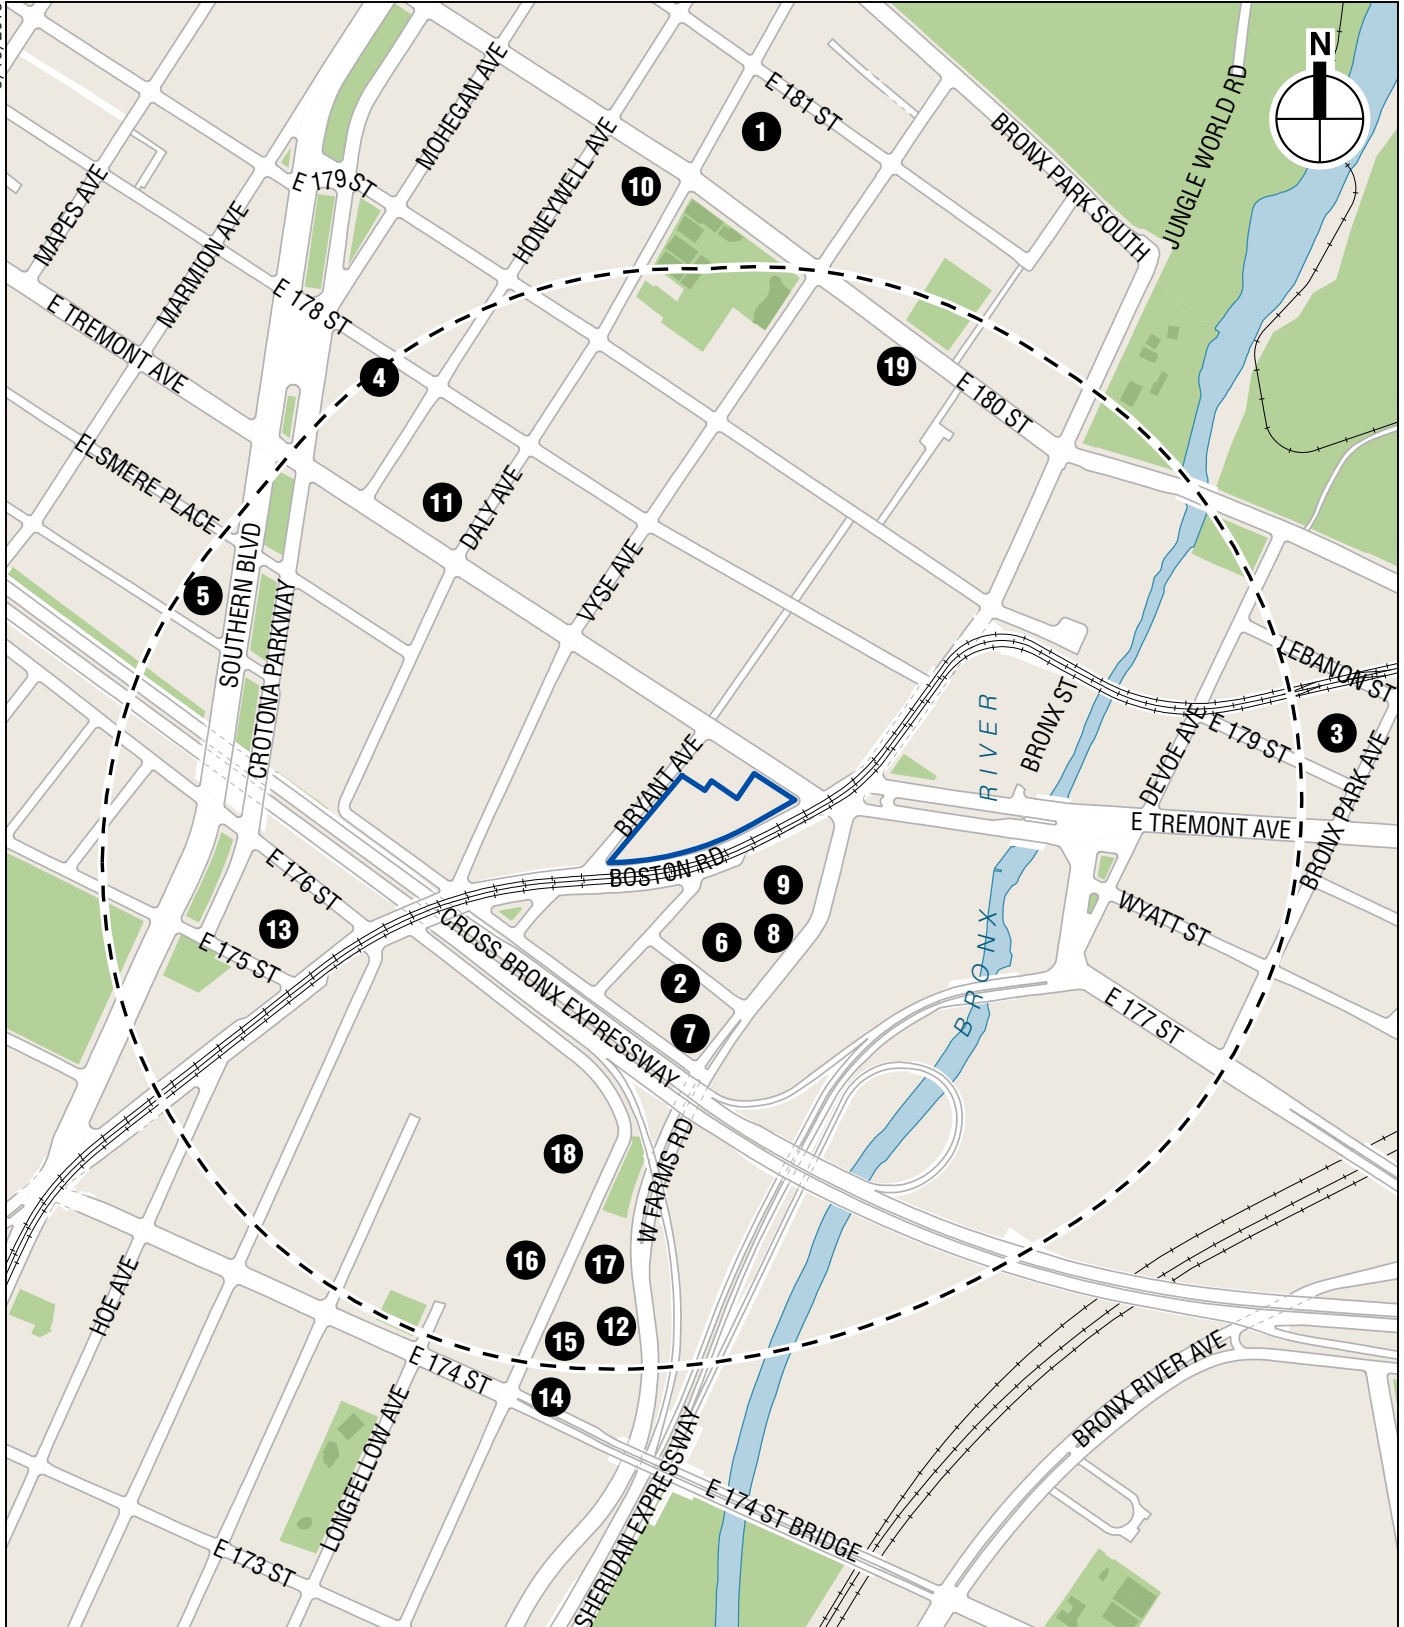 N
E 181 ST
1
MOHEGAN AVE
HONEYWELL AVE
BRONX PARK SOUTH
JUNGLE WORLD RD
10
E 179 ST
MAPES AVE
MARMION AVE
E 178 ST
E TREMONT AVE
4
19
E 180 ST
ELSMERE PLACE
11
DALY AVE
5
SOUTHERN BLVD
CROTONA PARKWAY
VYSE AVE
LEBANON ST
RIVER
BRONX ST
DEVOE AVE
E 179 ST
3
BRYANT AVE
BRONX PARK AVE
E TREMONT AVE
BOSTON RD
E 176 ST
9
WYATT ST
13
E 175 ST
CROSS BRONX EXPRESSWAY
6
8
BRONX
2
7
E 177 ST
18
W FARMS RD
16
17
HOE AVE
12
15
E 174 ST
14
BRONX RIVER AVE
LONGFELLOW AVE
SHERIDAN EXPRESSWAY
E 174 ST BRIDGE
E 173 ST